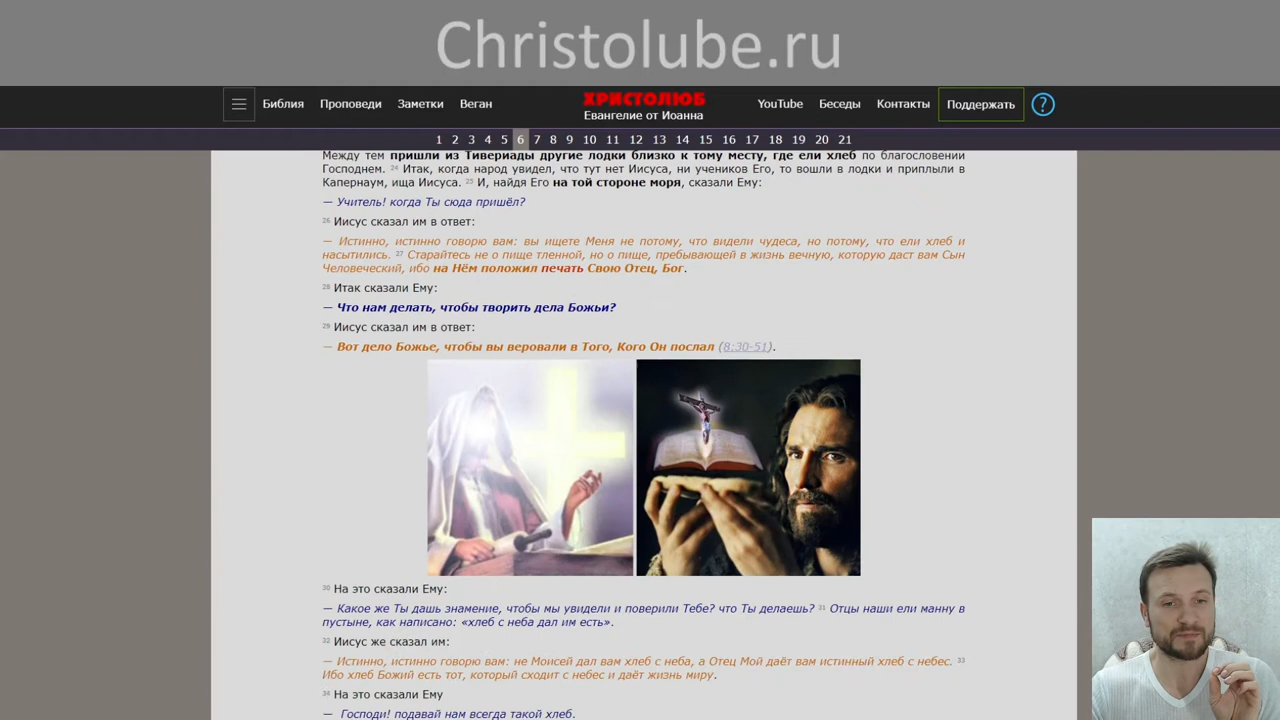 Christolube.ru
Библия Проповеди Заметки Веган ХРИСТОЛЮБ YouTube Беседы Контакты Поддержать ?
Евангелие от Иоанна
1 2 3 4 5 6 7 8 9 10 11 12 13 14 15 16 17 18 19 20 21
Между тем пришли из Тивериады другие лодки близко к тому месту, где ели хлеб по благословении
Господнем. 24 Итак, когда народ увидел, что тут нет Иисуса, ни учеников Его, то вошли в лодки и приплыли в
Капернаум, ища Иисуса. 25 И, найдя Его на той стороне моря, сказали Ему:
— Учитель! когда Ты сюда пришёл?
26 Иисус сказал им в ответ:
— Истинно, истинно говорю вам: вы ищете Меня не потому, что видели чудеса, но потому, что ели хлеб и
насытились. 27 Старайтесь не о пище тленной, но о пище, пребывающей в жизнь вечную, которую даст вам Сын
Человеческий, ибо на Нём положил печать Свою Отец, Бог.
28 Итак сказали Ему:
— Что нам делать, чтобы творить дела Божьи?
29 Иисус сказал им в ответ:
— Вот дело Божье, чтобы вы веровали в Того, Кого Он послал (8:30-51).
30 На это сказали Ему:
— Какое же Ты дашь знамение, чтобы мы увидели и поверили Тебе? что Ты делаешь? 31 Отцы наши ели манну в
пустыне, как написано: «хлеб с неба дал им есть».
32 Иисус же сказал им:
— Истинно, истинно говорю вам: не Моисей дал вам хлеб с неба, а Отец Мой даёт вам истинный хлеб с небес. 33
Ибо хлеб Божий есть тот, который сходит с небес и даёт жизнь миру.
34 На это сказали Ему
— Господи! подавай нам всегда такой хлеб.